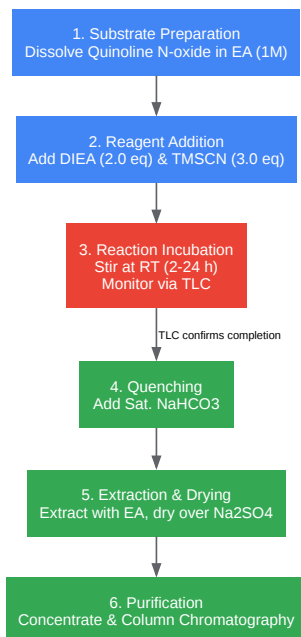 1. Substrate Preparation
Dissolve Quinoline N-oxide in EA (1M)
2. Reagent Addition
Add DIEA (2.0 eq) & TMSCN (3.0 eq)
3. Reaction Incubation
Stir at RT (2-24 h)
Monitor via TLC
TLC confirms completion
4. Quenching
Add Sat. NaHCO3
5. Extraction & Drying
Extract with EA, dry over Na2SO4
6. Purification
Concentrate & Column Chromatography